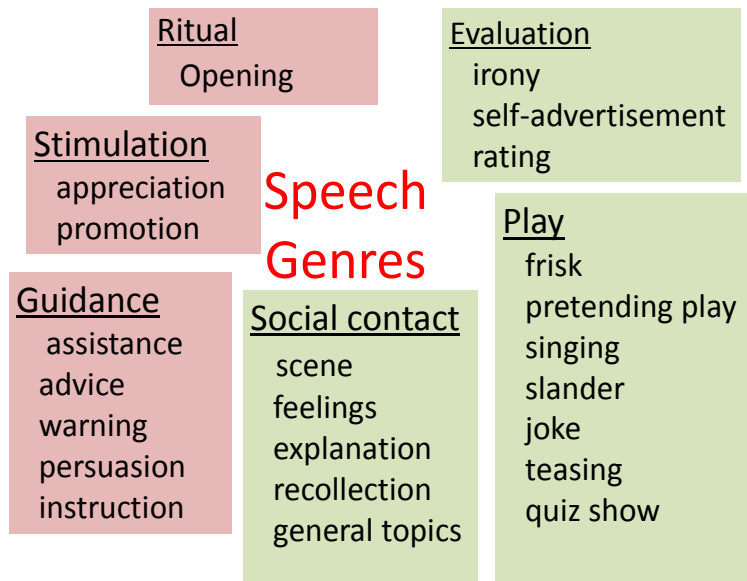 Ritual
Opening
Evaluation
irony
self-advertisement
rating
Stimulation
appreciation
promotion
Speech
Genres
Play
frisk
pretending play
singing
slander
joke
teasing
quiz show
Guidance
assistance
advice
warning
persuasion
instruction
Social contact
scene
feelings
explanation
recollection
general topics